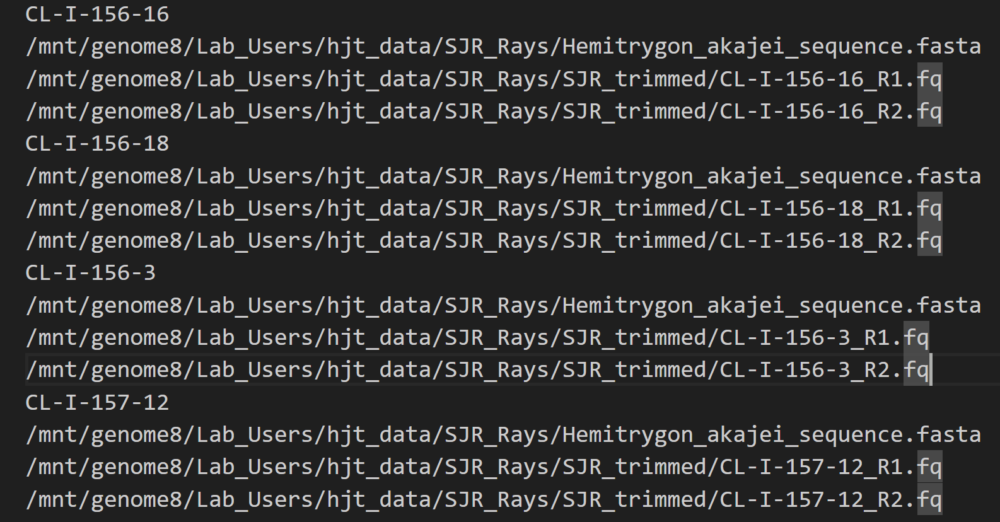 CL-I-156-16
/mnt/genome8/Lab_Users/hjt_data/SJR_Rays/Hemitrygon_akajei_sequence.fasta
/mnt/genome8/Lab_Users/hjt_data/SJR_Rays/SJR_trimmed/CL-I-156-16_R1.fq
/mnt/genome8/Lab_Users/hjt_data/SJR_Rays/SJR_trimmed/CL-I-156-16_R2.fq
CL-I-156-18
/mnt/genome8/Lab_Users/hjt_data/SJR_Rays/Hemitrygon_akajei_sequence.fasta
/mnt/genome8/Lab_Users/hjt_data/SJR_Rays/SJR_trimmed/CL-I-156-18_R1.fq
/mnt/genome8/Lab_Users/hjt_data/SJR_Rays/SJR_trimmed/CL-I-156-18_R2.fq
CL-I-156-3
/mnt/genome8/Lab_Users/hjt_data/SJR_Rays/Hemitrygon_akajei_sequence.fasta
/mnt/genome8/Lab_Users/hjt_data/SJR_Rays/SJR_trimmed/CL-I-156-3_R1.fq
/mnt/genome8/Lab_Users/hjt_data/SJR_Rays/SJR_trimmed/CL-I-156-3_R2.fq
CL-I-157-12
/mnt/genome8/Lab_Users/hjt_data/SJR_Rays/Hemitrygon_akajei_sequence.fasta
/mnt/genome8/Lab_Users/hjt_data/SJR_Rays/SJR_trimmed/CL-I-157-12_R1.fq
/mnt/genome8/Lab_Users/hjt_data/SJR_Rays/SJR_trimmed/CL-I-157-12_R2.fq